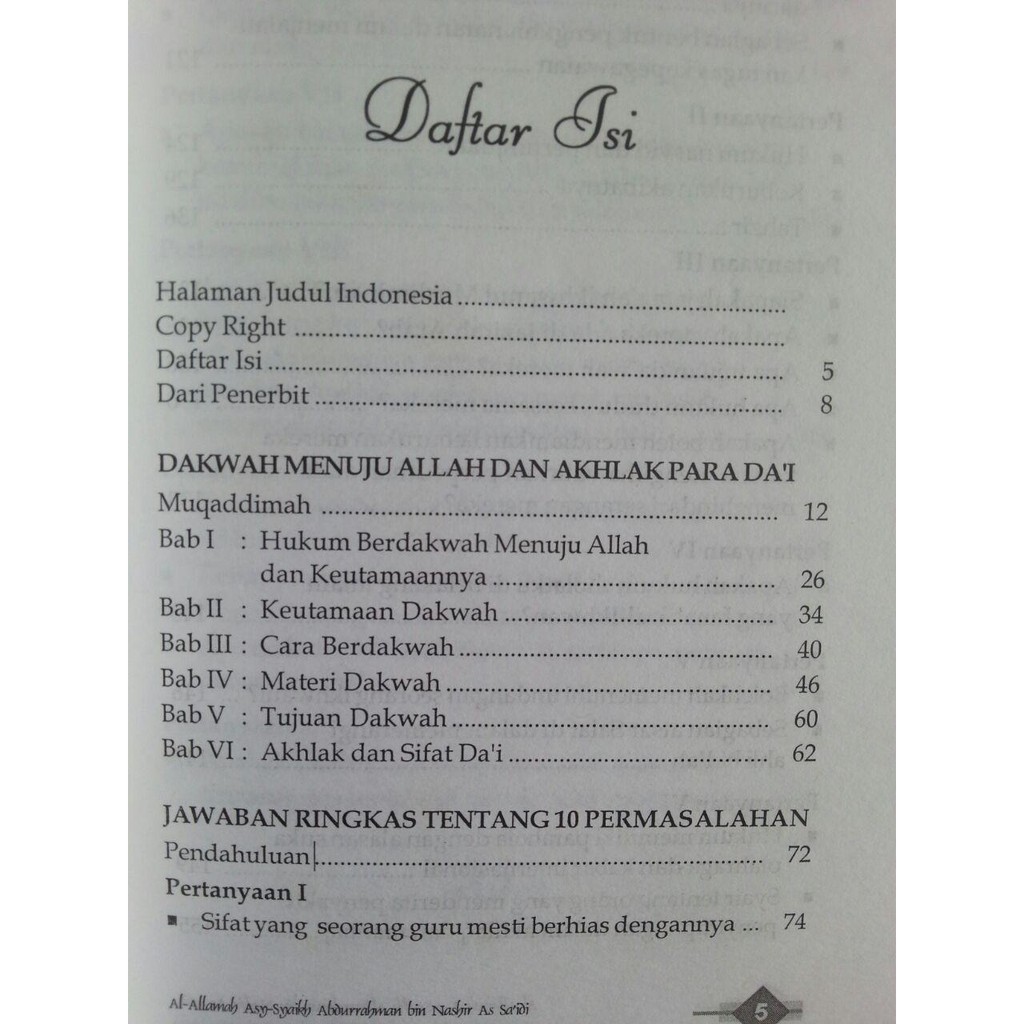 Daftar Isi
Halaman Judul Indonesia ........................................
Copy Right ........................................
Daftar Isi ........................................ 5
Dari Penerbit ........................................ 8
DAKWAH MENUJU ALLAH DAN AKHLAK PARA DA'I
Muqaddimah ........................................ 12
Bab I : Hukum Berdakwah Menuju Allah
dan Keutamaannya ........................................ 26
Bab II : Keutamaan Dakwah ........................................ 34
Bab III : Cara Berdakwah ........................................ 40
Bab IV : Materi Dakwah ........................................ 46
Bab V : Tujuan Dakwah ........................................ 60
Bab VI : Akhlak dan Sifat Da'i ........................................ 62
JAWABAN RINGKAS TENTANG 10 PERMASALAHAN
Pendahuluan ........................................ 72
Pertanyaan I
▪ Sifat yang seorang guru mesti berhias dengannya ... 74
Al-Allamah Asy-Syaikh Abdurrahman bin Nashir As Sa'idi
5